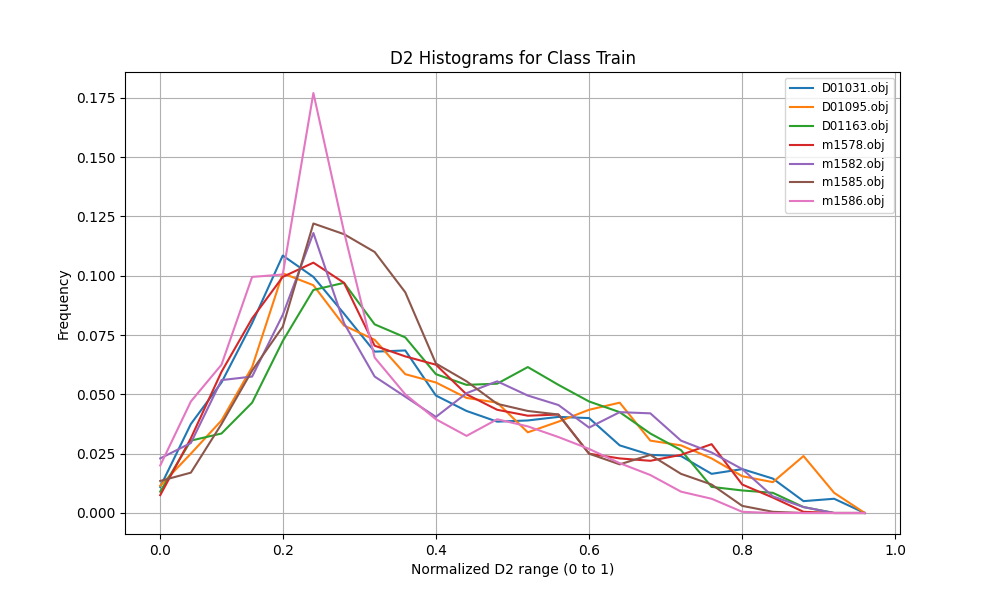 D2 Histograms for Class Train
0.175
0.150
0.125
0.100
0.075
0.050
0.025
0.000
Frequency
D01031.obj
D01095.obj
D01163.obj
m1578.obj
m1582.obj
m1585.obj
m1586.obj
0.0 0.2 0.4 0.6 0.8 1.0
Normalized D2 range (0 to 1)